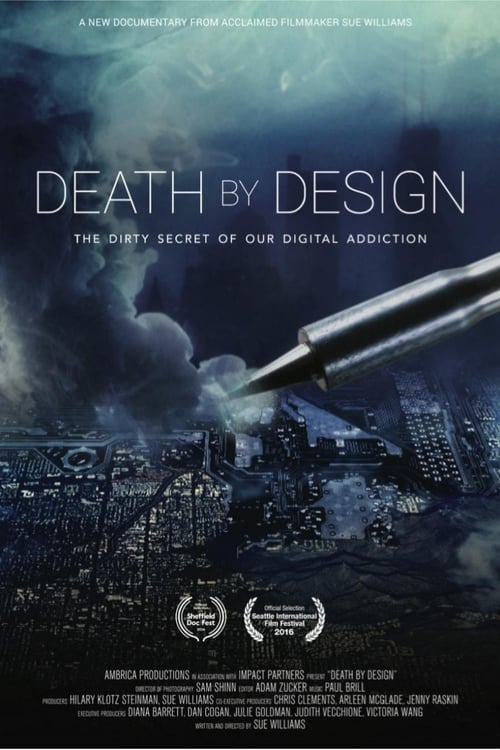 A NEW DOCUMENTARY FROM ACCLAIMED FILMMAKER SUE WILLIAMS
DEATH BY DESIGN
THE DIRTY SECRET OF OUR DIGITAL ADDICTION
Official Selection
Sheffield
Doc Fest
2016
Official Selection
Seattle International
Film Festival
2016
AMBRICA PRODUCTIONS IN ASSOCIATION WITH IMPACT PARTNERS PRESENT "DEATH BY DESIGN"
DIRECTOR OF PHOTOGRAPHY SAM SHINN EDITOR ADAM ZUCKER MUSIC PAUL BRILL
PRODUCERS HILARY KLOTZ STEINMAN, SUE WILLIAMS CO-EXECUTIVE PRODUCERS CHRIS CLEMENTS, ARLEEN MCGLADE, JENNY RASKIN
EXECUTIVE PRODUCERS DIANA BARRETT, DAN COGAN, JULIE GOLDMAN, JUDITH VECCHIONE, VICTORIA WANG
WRITTEN AND DIRECTED BY SUE WILLIAMS